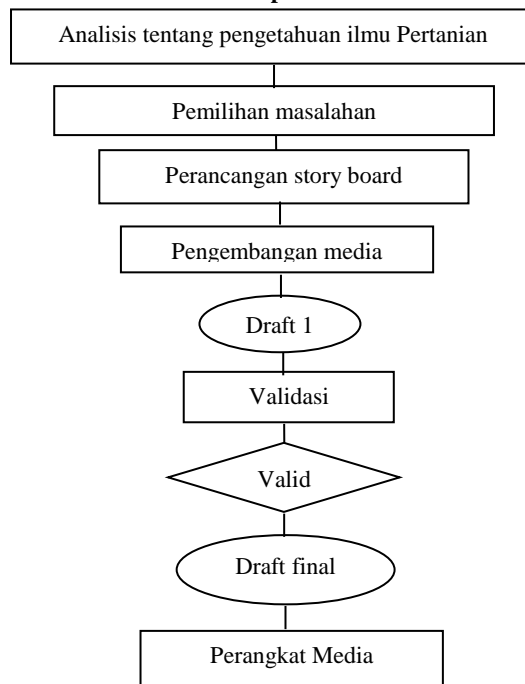 Analisis tentang pengetahuan ilmu Pertanian
Pemilihan masalahan
Perancangan story board
Pengembangan media
Draft 1
Validasi
Valid
Draft final
Perangkat Media